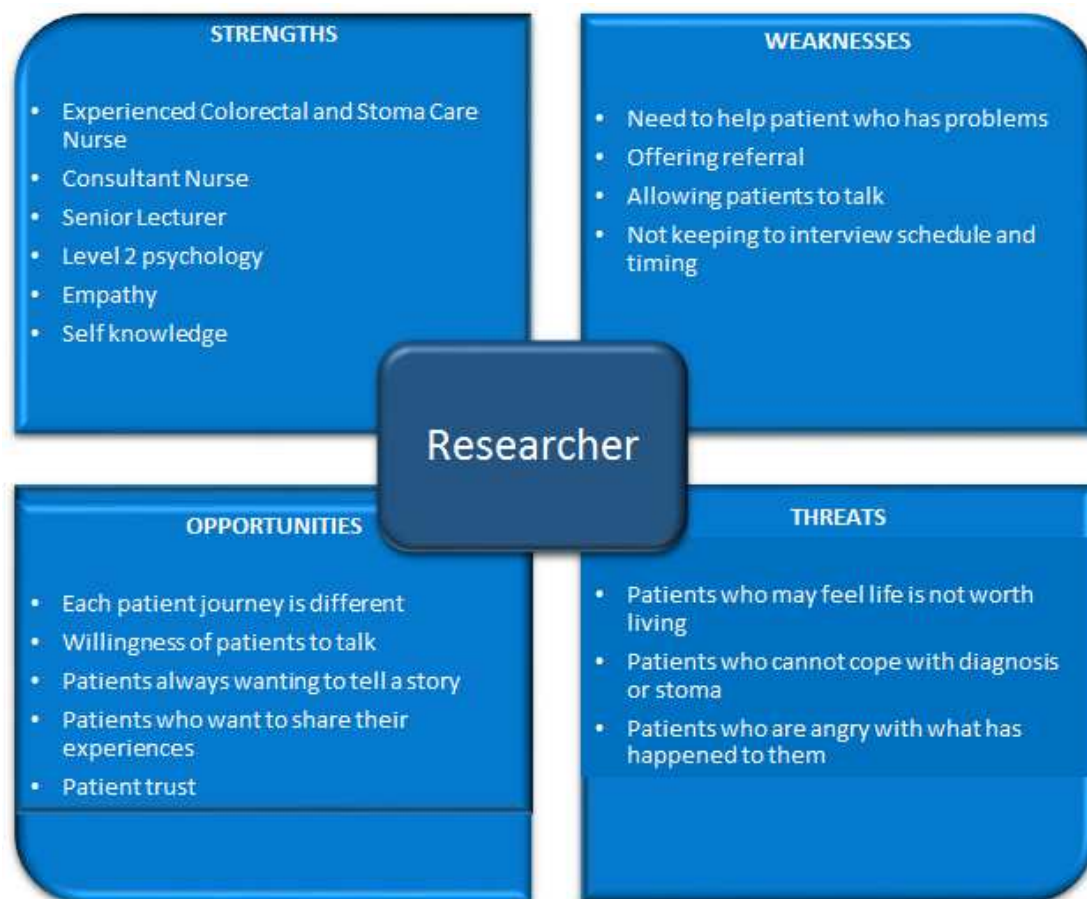 STRENGTHS
• Experienced Colorectal and Stoma Care
Nurse
• Consultant Nurse
• Senior Lecturer
• Level 2 psychology
• Empathy
• Self knowledge
WEAKNESSES
• Need to help patient who has problems
• Offering referral
• Allowing patients to talk
• Not keeping to interview schedule and
timing
Researcher
OPPORTUNITIES
• Each patient journey is different
• Willingness of patients to talk
• Patients always wanting to tell a story
• Patients who want to share their
experiences
• Patient trust
THREATS
• Patients who may feel life is not worth
living
• Patients who cannot cope with diagnosis
or stoma
• Patients who are angry with what has
happened to them